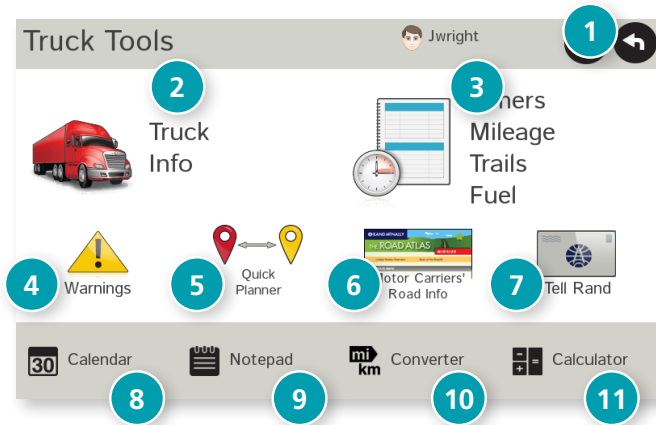 Truck Tools
Jwright
1
2
3
Truck
Info
Mileage
Trails
Fuel
4
Warnings
5
Quick
Planner
RAND MCNALLY
THE ROAD ATLAS
6
Motor Carriers'
Road Info
7
Tell Rand
30
Calendar
Notepad
mi
km
Converter
Calculator
8
9
10
11